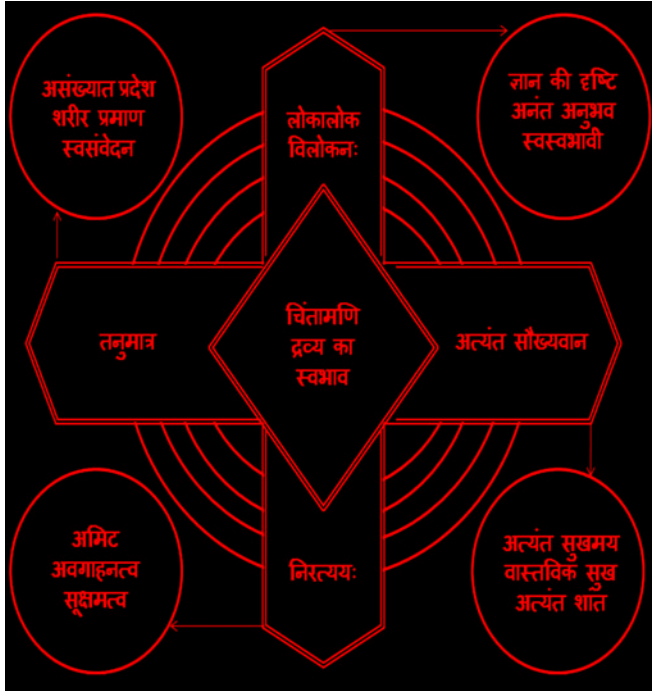 असंख्यात प्रदेश
शरीर प्रमाण
स्वसंवेदन
लोकालोक
विलोकनः
ज्ञान की दृष्टि
अनंत अनुभव
स्वस्वभावी
तनुमात्र
चिंतामणि
द्रव्य का
स्वभाव
अत्यंत सौख्यवान
अमिट
अवगाहनत्व
सूक्षमत्व
निरत्ययः
अत्यंत सुखमय
वास्तविक सुख
अत्यंत शांत